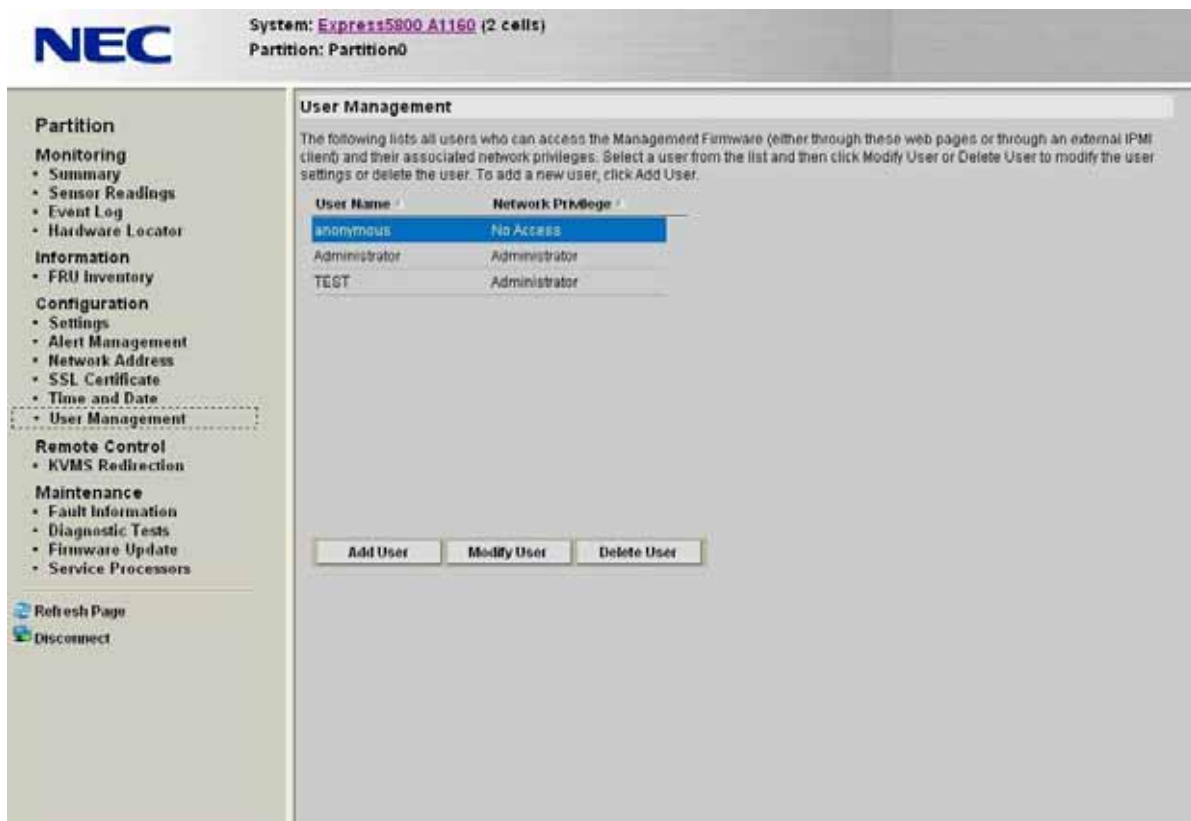 NEC
System: Express5800 A1160 (2 cells)
Partition: Partition0
Partition
Monitoring
• Summary
• Sensor Readings
• Event Log
• Hardware Locator
Information
• FRU Inventory
Configuration
• Settings
• Alert Management
• Network Address
• SSL Certificate
• Time and Date
• User Management
Remote Control
• KVMS Redirection
Maintenance
• Fault Information
• Diagnostic Tests
• Firmware Update
• Service Processors
Refresh Page
Disconnect
User Management
The following lists all users who can access the Management Firmware (either through these web pages or through an external IPMI
client) and their associated network privileges. Select a user from the list and then click Modify User or Delete User to modify the user
settings or delete the user. To add a new user, click Add User.
User Name Network Privilege
anonymous No Access
Administrator Administrator
TEST Administrator
Add User Modify User Delete User